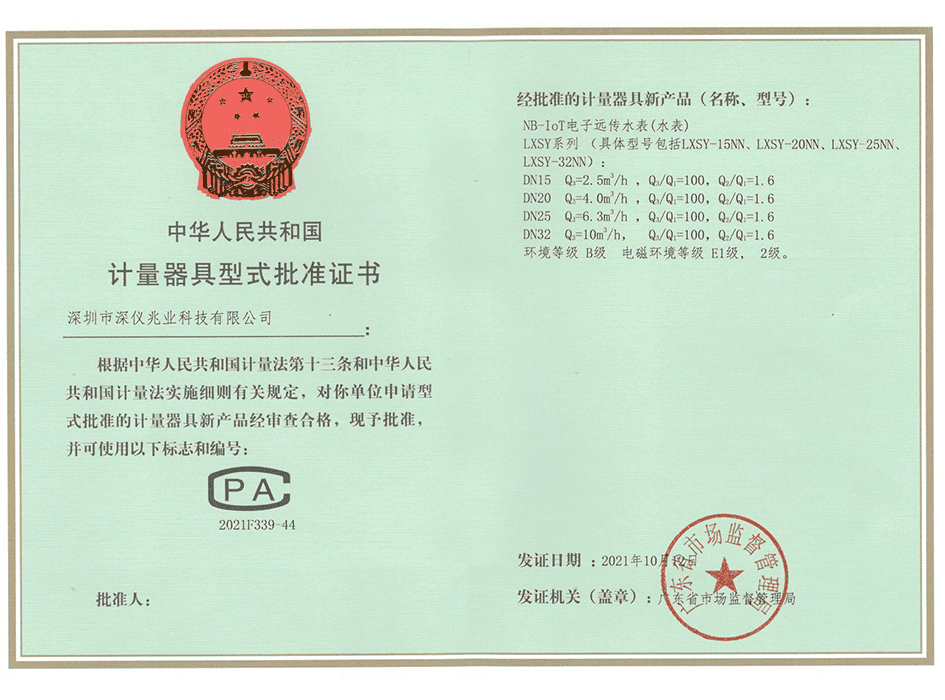 中华人民共和国
计量器具型式批准证书
深圳市深仪兆业科技有限公司
：
根据中华人民共和国计量法第十三条和中华人民
共和国计量法实施细则有关规定，对你单位申请型
式批准的计量器具新产品经审查合格，现予批准，
并可使用以下标志和编号：
PA
2021F339-44
批准人：
经批准的计量器具新产品（名称、型号）：
NB-IoT电子远传水表(水表)
LXSY系列 （具体型号包括LXSY-15NN、LXSY-20NN、LXSY-25NN、
LXSY-32NN）：
DN15 Q₃=2.5m³/h ，Q₃/Q₁=100，Q₂/Q₁=1.6
DN20 Q₃=4.0m³/h ，Q₃/Q₁=100，Q₂/Q₁=1.6
DN25 Q₃=6.3m³/h ，Q₃/Q₁=100，Q₂/Q₁=1.6
DN32 Q₃=10m³/h， Q₃/Q₁=100，Q₂/Q₁=1.6
环境等级 B级 电磁环境等级 E1级， 2级。
发证日期 ：2021年10月
发证机关（盖章）：广东省市场监督管理局
广东省市场监督管理局